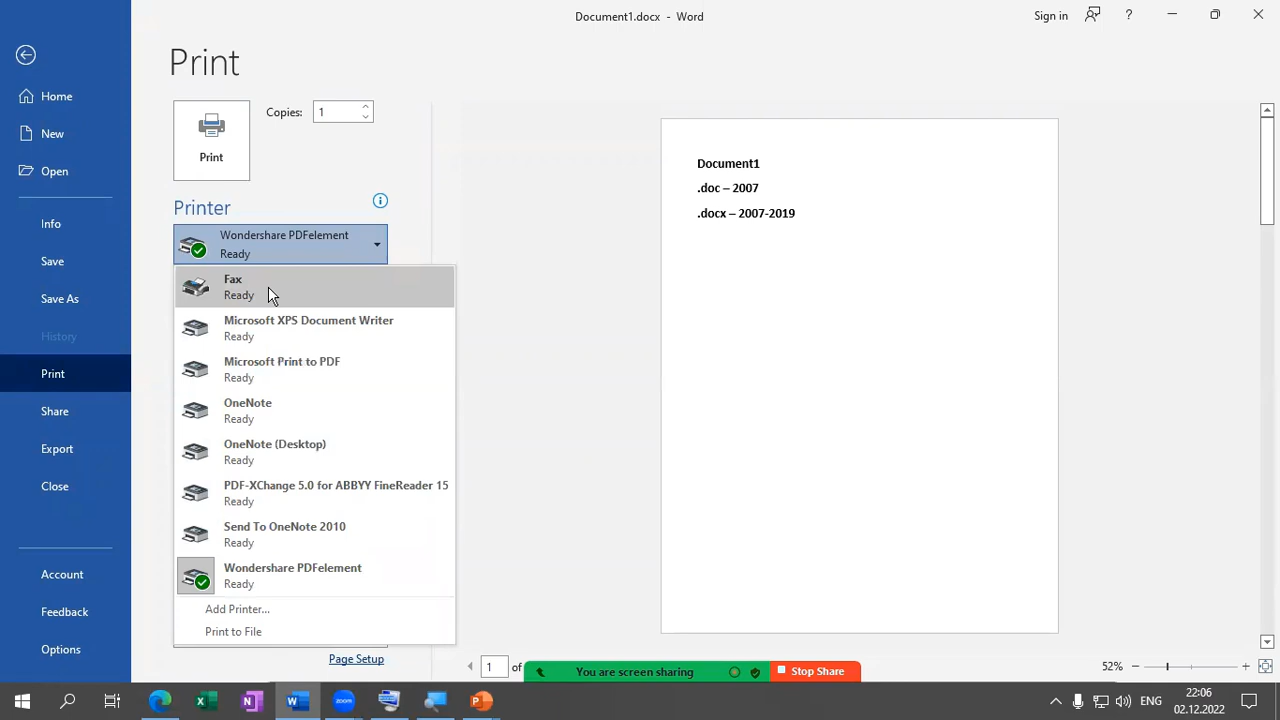 Document1.docx - Word
Sign in
?
Print
Home
New
Open
Info
Save
Save As
History
Print
Share
Export
Close
Account
Feedback
Options
Print
Copies: 1
Printer
Wondershare PDFelement
Ready
Fax
Ready
Microsoft XPS Document Writer
Ready
Microsoft Print to PDF
Ready
OneNote
Ready
OneNote (Desktop)
Ready
PDF-XChange 5.0 for ABBYY FineReader 15
Ready
Send To OneNote 2010
Ready
Wondershare PDFelement
Ready
Add Printer...
Print to File
Page Setup
Document1
.doc – 2007
.docx – 2007-2019
1 of
You are screen sharing
Stop Share
52%
zoom
ENG
22:06
02.12.2022